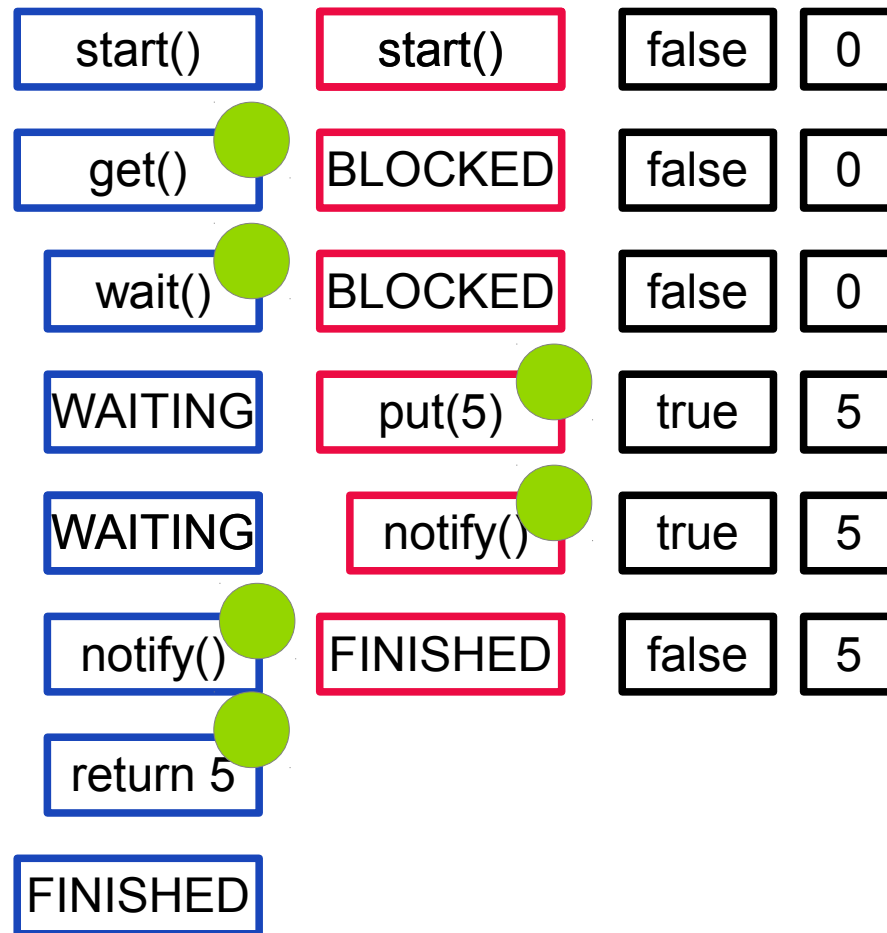 start() start() false 0
get() BLOCKED false 0
wait() BLOCKED false 0
WAITING put(5) true 5
WAITING notify() true 5
notify() FINISHED false 5
return 5
FINISHED